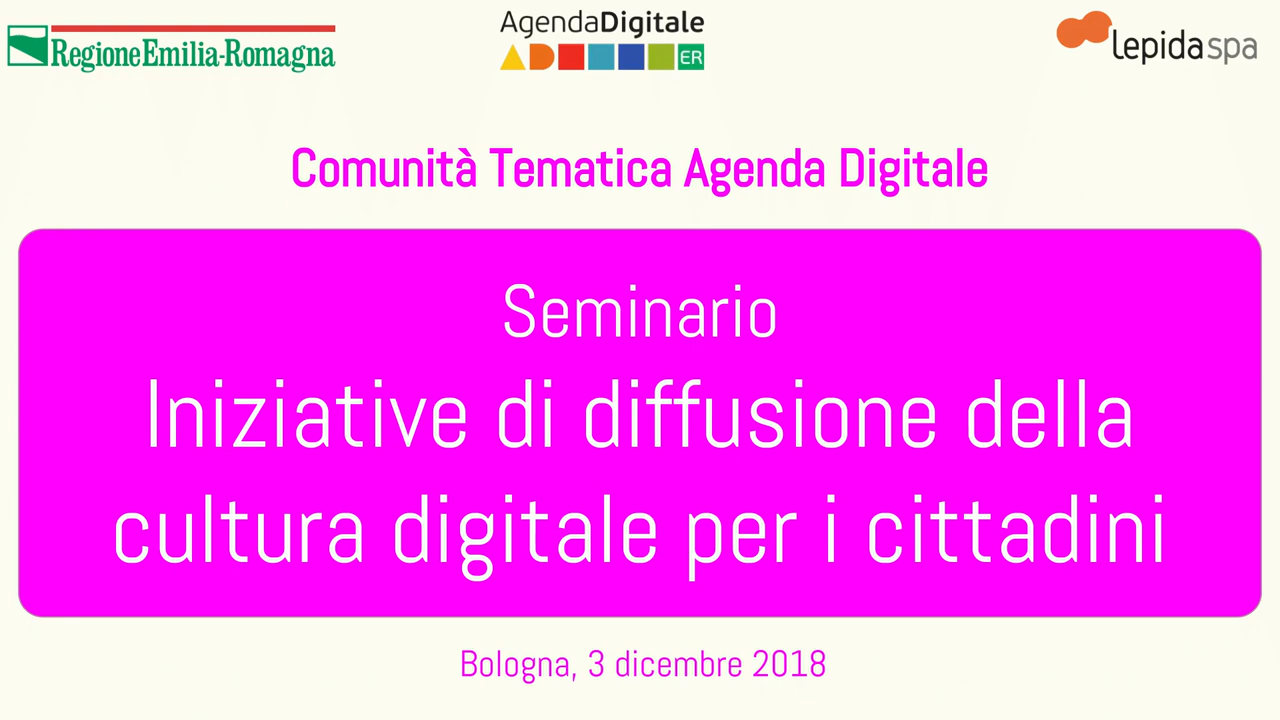 RegioneEmilia-Romagna
AgendaDigitale
ER
lepidaspa
Comunità Tematica Agenda Digitale
Seminario
Iniziative di diffusione della
cultura digitale per i cittadini
Bologna, 3 dicembre 2018